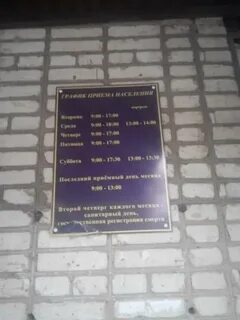 ГРАФИК ПРИЕМА НАСЕЛЕНИЯ
перерыв
Вторник 9:00 - 17:00
Среда 9:00 - 18:00 13:00 - 14:00
Четверг 9:00 - 17:00
Пятница 9:00 - 17:00
Суббота 9:00 - 17:30 13:00 - 13:30
Последний приёмный день месяца
9:00 - 13:00
Второй четверг каждого месяца -
санитарный день,
государственная регистрация смерти